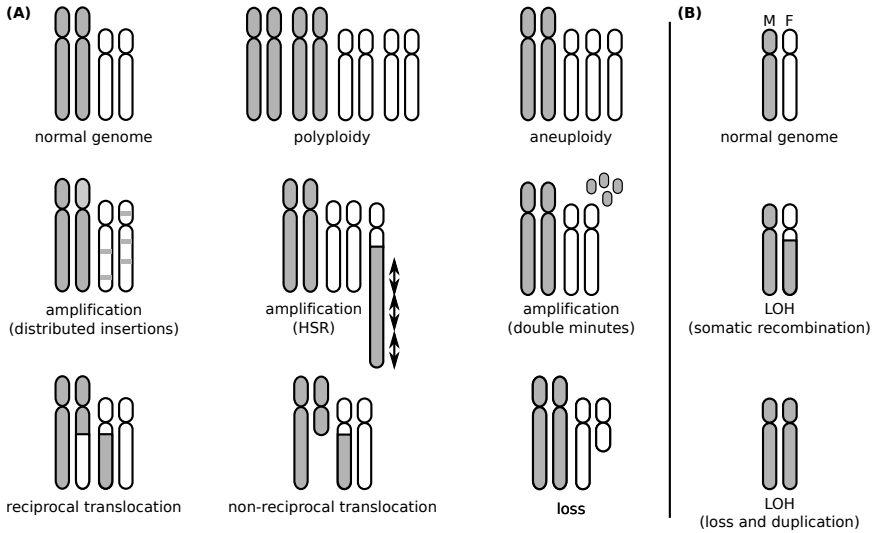 (A)
normal genome
polyploidy
aneuploidy
amplification
(distributed insertions)
amplification
(HSR)
amplification
(double minutes)
reciprocal translocation
non-reciprocal translocation
loss
(B)
M F
normal genome
LOH
(somatic recombination)
LOH
(loss and duplication)